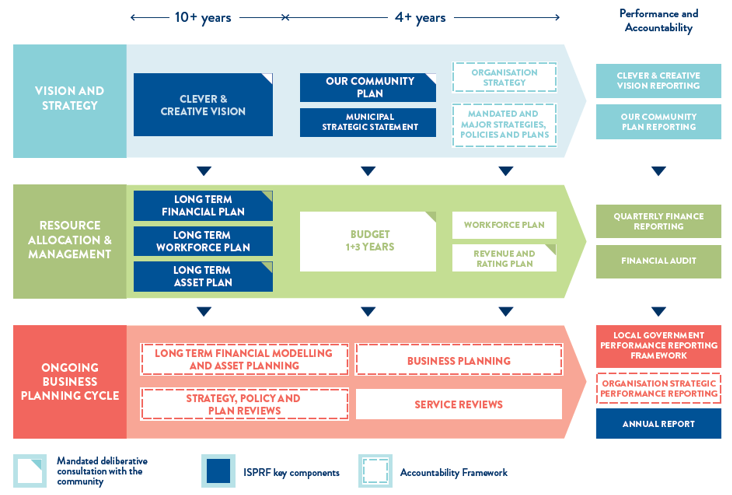 10+ years
4+ years
Performance and
Accountability
VISION AND
STRATEGY
CLEVER &
CREATIVE VISION
OUR COMMUNITY
PLAN
MUNICIPAL
STRATEGIC STATEMENT
ORGANISATION
STRATEGY
MANDATED AND
MAJOR STRATEGIES,
POLICIES AND PLANS
CLEVER & CREATIVE
VISION REPORTING
OUR COMMUNITY
PLAN REPORTING
RESOURCE
ALLOCATION &
MANAGEMENT
LONG TERM
FINANCIAL PLAN
LONG TERM
WORKFORCE PLAN
LONG TERM
ASSET PLAN
BUDGET
1+3 YEARS
WORKFORCE PLAN
REVENUE AND
RATING PLAN
QUARTERLY FINANCE
REPORTING
FINANCIAL AUDIT
ONGOING
BUSINESS
PLANNING CYCLE
LONG TERM FINANCIAL MODELLING
AND ASSET PLANNING
BUSINESS PLANNING
STRATEGY, POLICY AND
PLAN REVIEWS
SERVICE REVIEWS
LOCAL GOVERNMENT
PERFORMANCE REPORTING
FRAMEWORK
ORGANISATION STRATEGIC
PERFORMANCE REPORTING
ANNUAL REPORT
Mandated deliberative
consultation with the
community
ISPRF key components
Accountability Framework